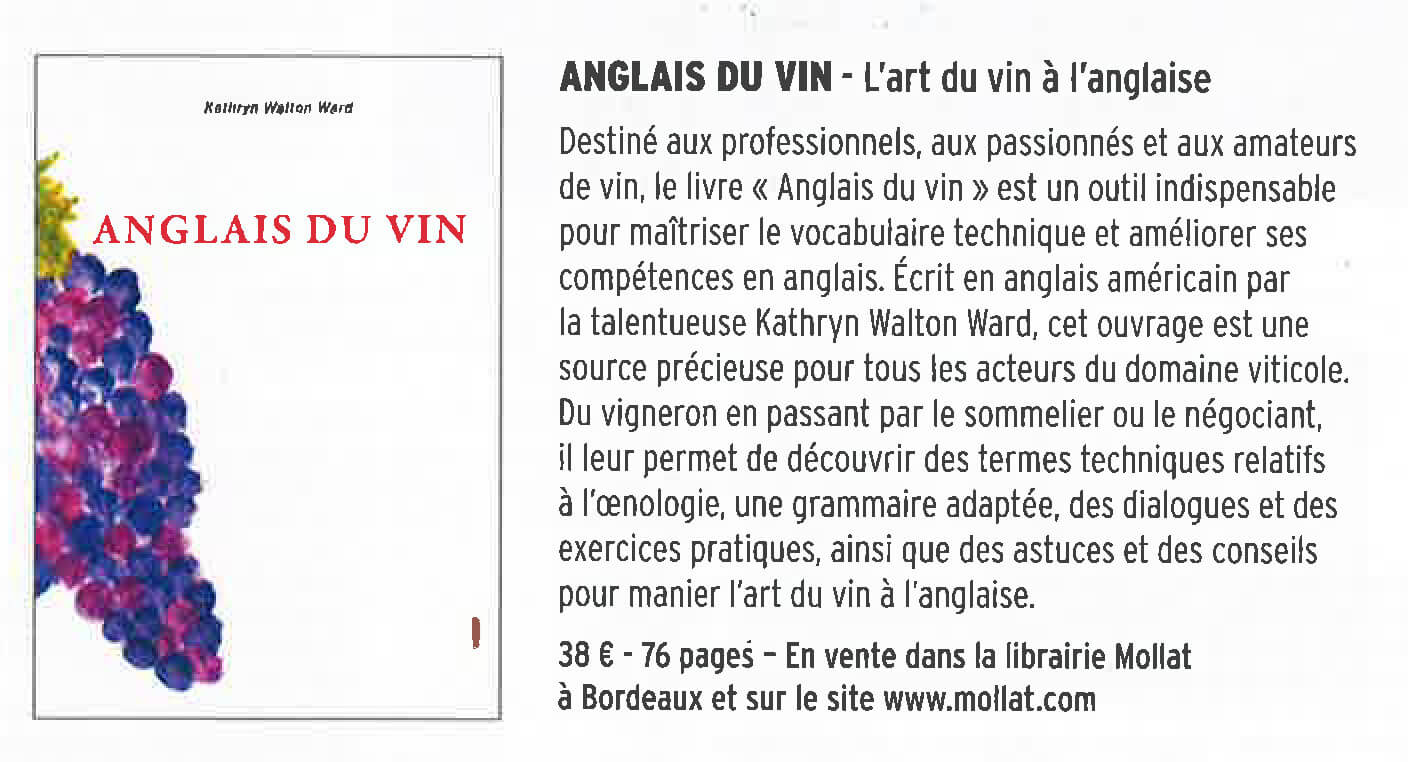 Kathryn Walton Ward
ANGLAIS DU VIN
ANGLAIS DU VIN - L'art du vin à l'anglaise
Destiné aux professionnels, aux passionnés et aux amateurs
de vin, le livre « Anglais du vin » est un outil indispensable
pour maîtriser le vocabulaire technique et améliorer ses
compétences en anglais. Écrit en anglais américain par
la talentueuse Kathryn Walton Ward, cet ouvrage est une
source précieuse pour tous les acteurs du domaine viticole.
Du vigneron en passant par le sommelier ou le négociant,
il leur permet de découvrir des termes techniques relatifs
à l'œnologie, une grammaire adaptée, des dialogues et des
exercices pratiques, ainsi que des astuces et des conseils
pour manier l'art du vin à l'anglaise.
38 € - 76 pages – En vente dans la librairie Mollat
à Bordeaux et sur le site www.mollat.com